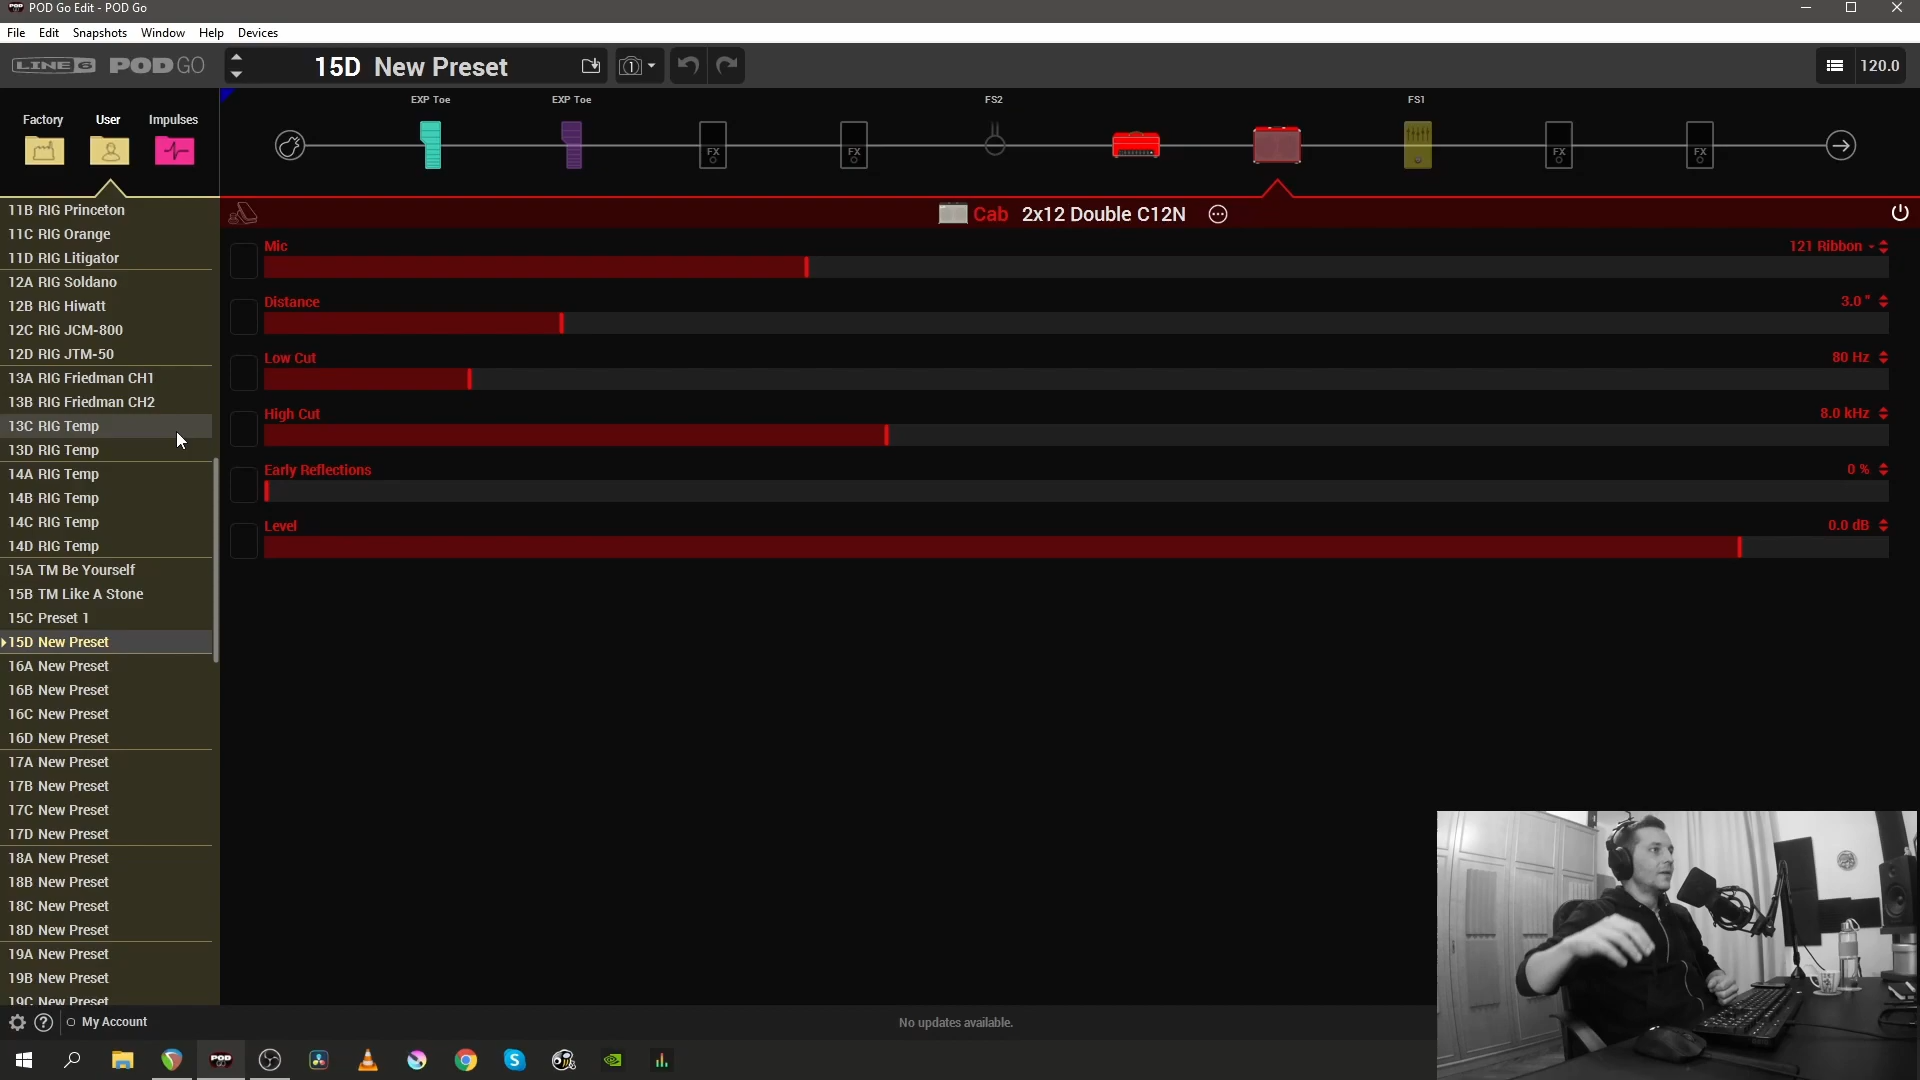 POD Go Edit - POD Go
File Edit Snapshots Window Help Devices
LINE 6 POD GO
15D New Preset
1
120.0
Factory User Impulses
EXP Toe EXP Toe FS2 FS1
FX FX FX FX
Cab 2x12 Double C12N
Mic 121 Ribbon
Distance 3.0 "
Low Cut 80 Hz
High Cut 8.0 kHz
Early Reflections 0 %
Level 0.0 dB
11B RIG Princeton
11C RIG Orange
11D RIG Litigator
12A RIG Soldano
12B RIG Hiwatt
12C RIG JCM-800
12D RIG JTM-50
13A RIG Friedman CH1
13B RIG Friedman CH2
13C RIG Temp
13D RIG Temp
14A RIG Temp
14B RIG Temp
14C RIG Temp
14D RIG Temp
15A TM Be Yourself
15B TM Like A Stone
15C Preset 1
15D New Preset
16A New Preset
16B New Preset
16C New Preset
16D New Preset
17A New Preset
17B New Preset
17C New Preset
17D New Preset
18A New Preset
18B New Preset
18C New Preset
18D New Preset
19A New Preset
19B New Preset
19C New Preset
My Account
No updates available.
POD